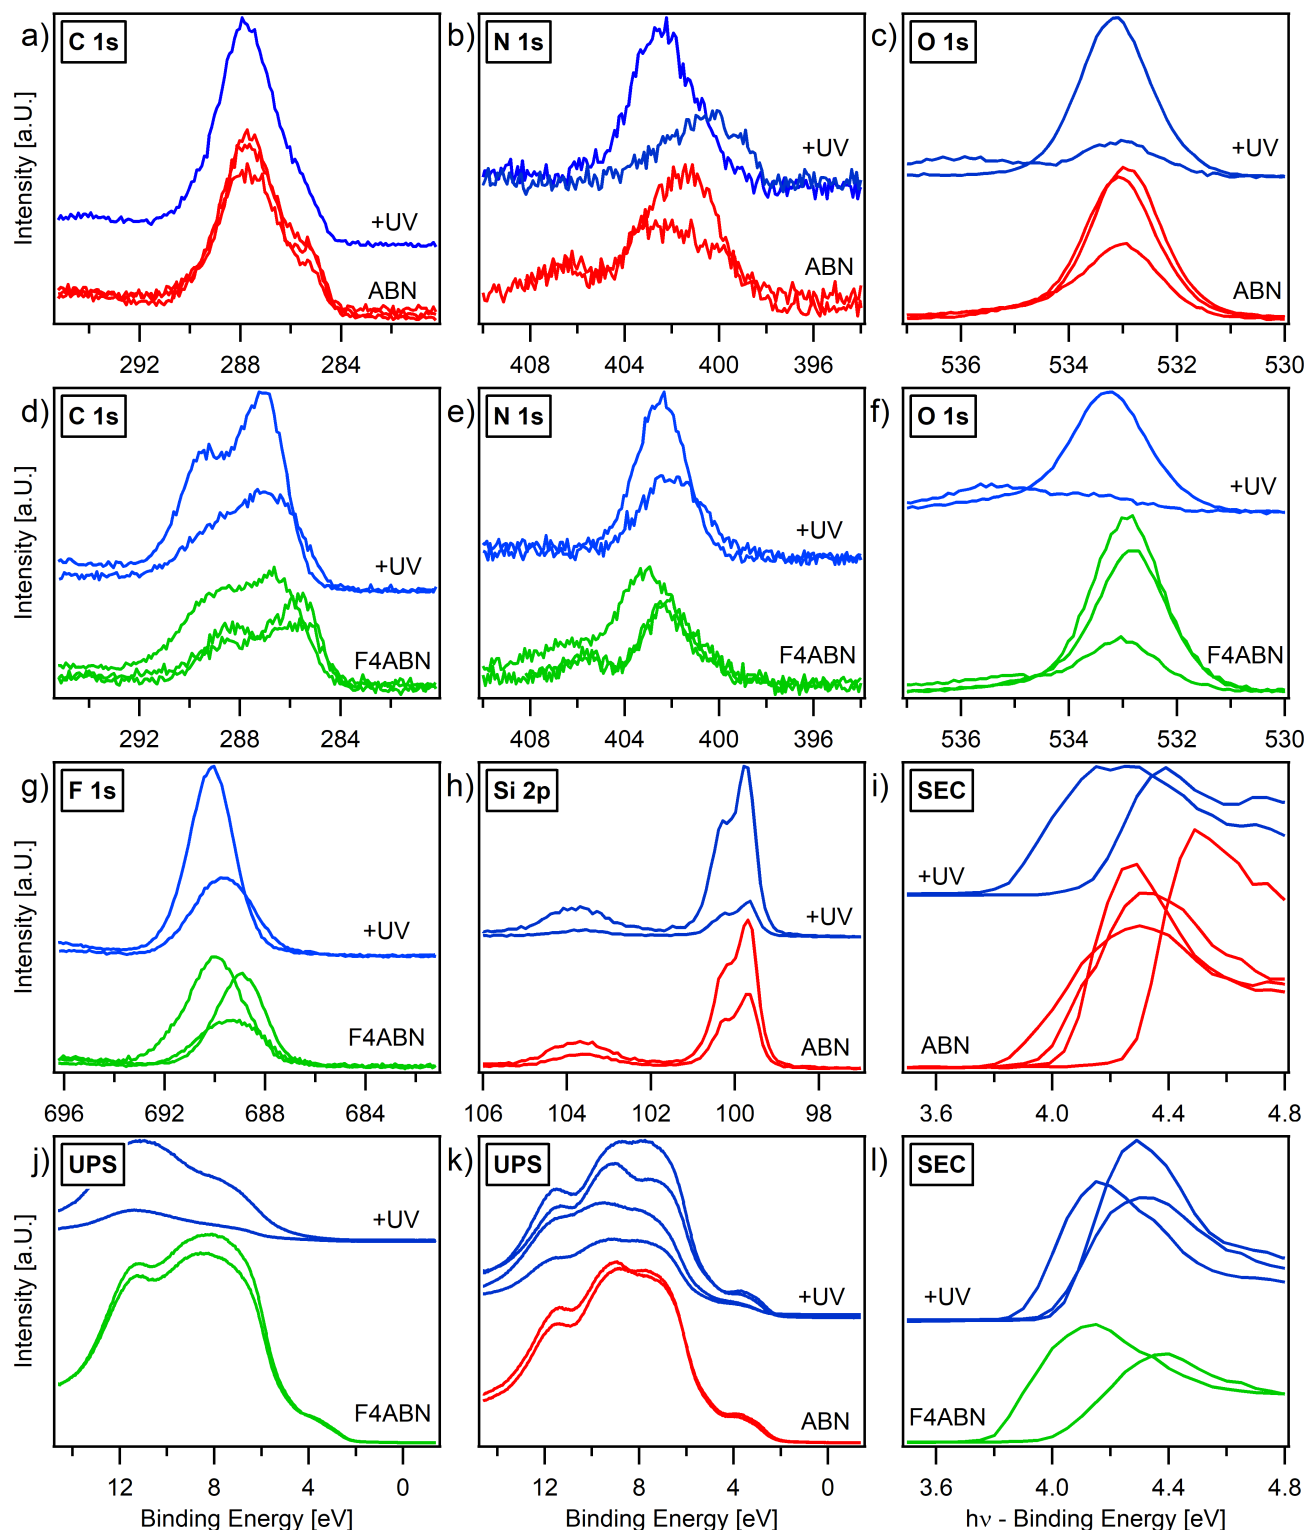 a) C 1s b) N 1s c) O 1s
Intensity [a.U.]
+UV +UV +UV
ABN ABN ABN
292 288 284 408 404 400 396 536 534 532 530
d) C 1s e) N 1s f) O 1s
Intensity [a.U.]
+UV +UV +UV
F4ABN F4ABN F4ABN
292 288 284 408 404 400 396 536 534 532 530
g) F 1s h) Si 2p i) SEC
Intensity [a.U.]
+UV +UV +UV
F4ABN ABN ABN
696 692 688 684 106 104 102 100 98 3.6 4.0 4.4 4.8
j) UPS k) UPS l) SEC
Intensity [a.U.]
+UV +UV +UV
F4ABN ABN F4ABN
12 8 4 0 12 8 4 0 3.6 4.0 4.4 4.8
Binding Energy [eV] Binding Energy [eV] hν - Binding Energy [eV]